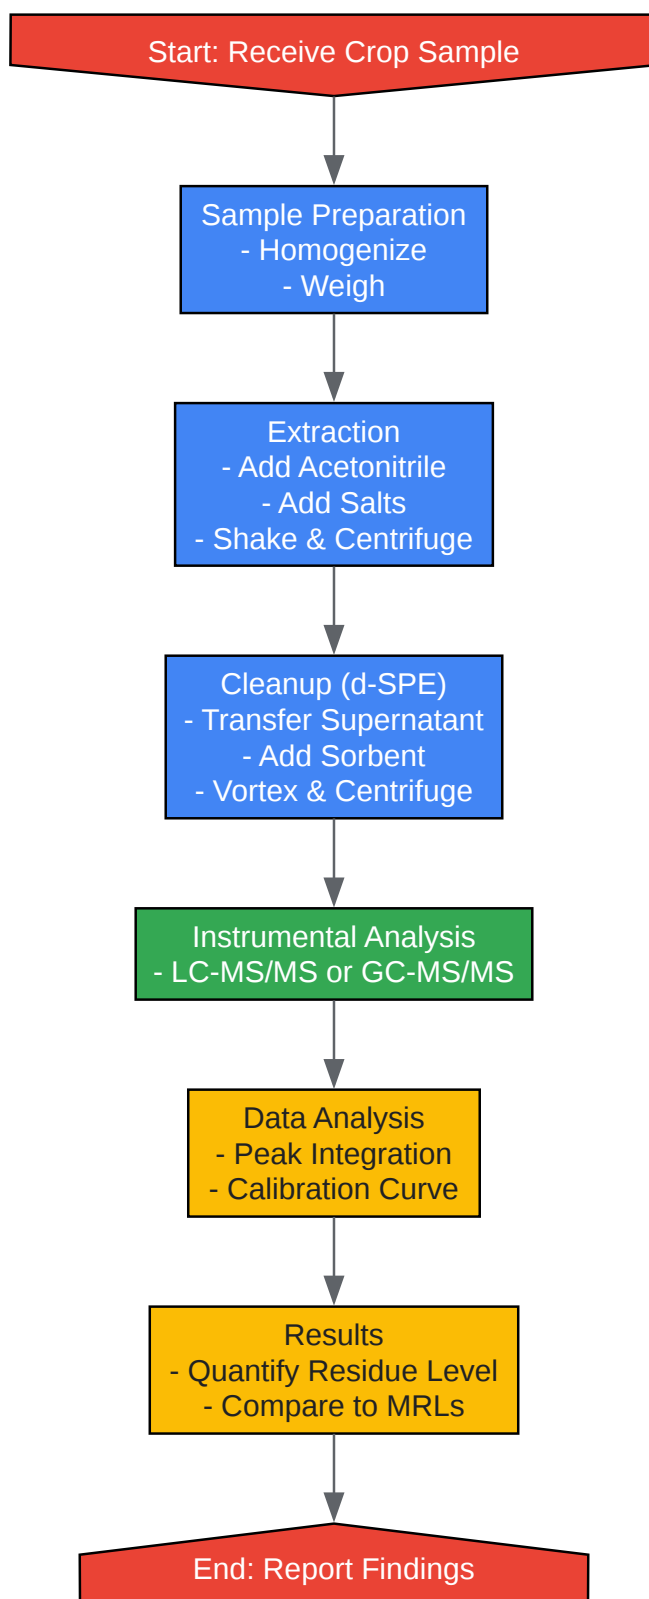 Start: Receive Crop Sample
Sample Preparation
- Homogenize
- Weigh
Extraction
- Add Acetonitrile
- Add Salts
- Shake & Centrifuge
Cleanup (d-SPE)
- Transfer Supernatant
- Add Sorbent
- Vortex & Centrifuge
Instrumental Analysis
- LC-MS/MS or GC-MS/MS
Data Analysis
- Peak Integration
- Calibration Curve
Results
- Quantify Residue Level
- Compare to MRLs
End: Report Findings